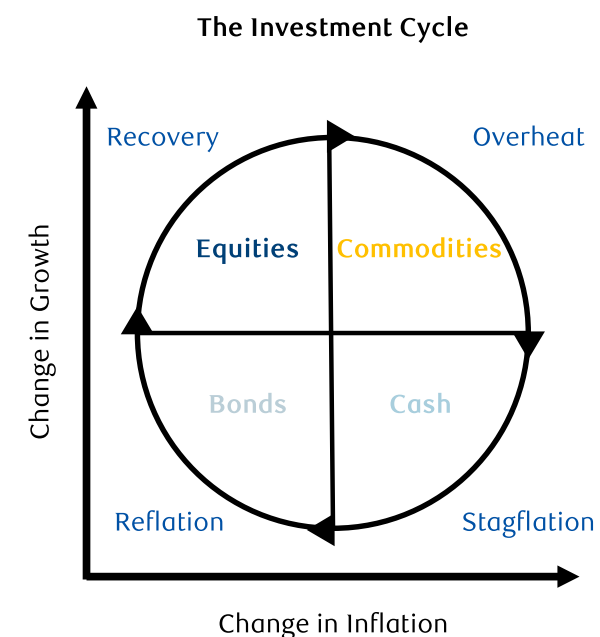 The Investment Cycle
Recovery
Overheat
Equities
Commodities
Change in Growth
Bonds
Cash
Reflation
Stagflation
Change in Inflation